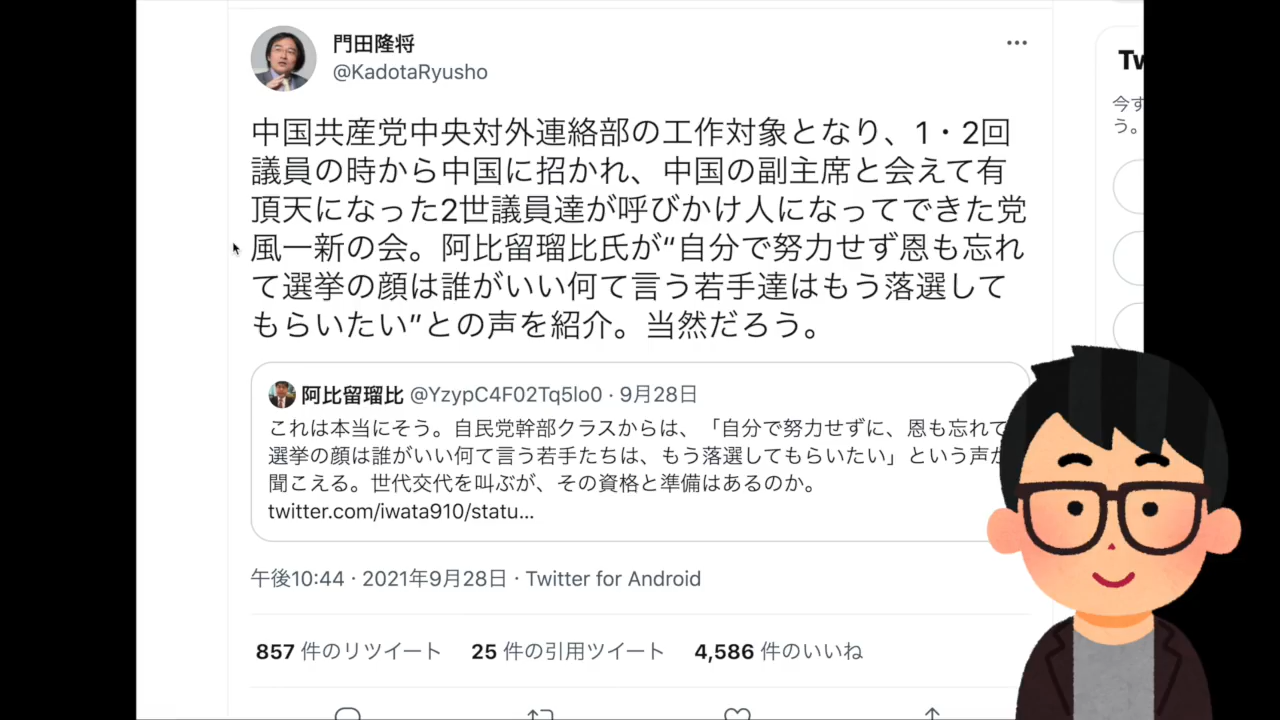 門田隆将
@KadotaRyusho
中国共産党中央対外連絡部の工作対象となり、1・2回
議員の時から中国に招かれ、中国の副主席と会えて有
頂天になった2世議員達が呼びかけ人になってできた党
風一新の会。阿比留瑠比氏が“自分で努力せず恩も忘れ
て選挙の顔は誰がいい何て言う若手達はもう落選して
もらいたい”との声を紹介。当然だろう。
阿比留瑠比 @YzypC4F02Tq5lo0 · 9月28日
これは本当にそう。自民党幹部クラスからは、「自分で努力せずに、恩も忘れて
選挙の顔は誰がいい何て言う若手たちは、もう落選してもらいたい」という声が
聞こえる。世代交代を叫ぶが、その資格と準備はあるのか。
twitter.com/iwata910/statu...
午後10:44 · 2021年9月28日 · Twitter for Android
857 件のリツイート 25 件の引用ツイート 4,586 件のいいね
Tw
今す
う。